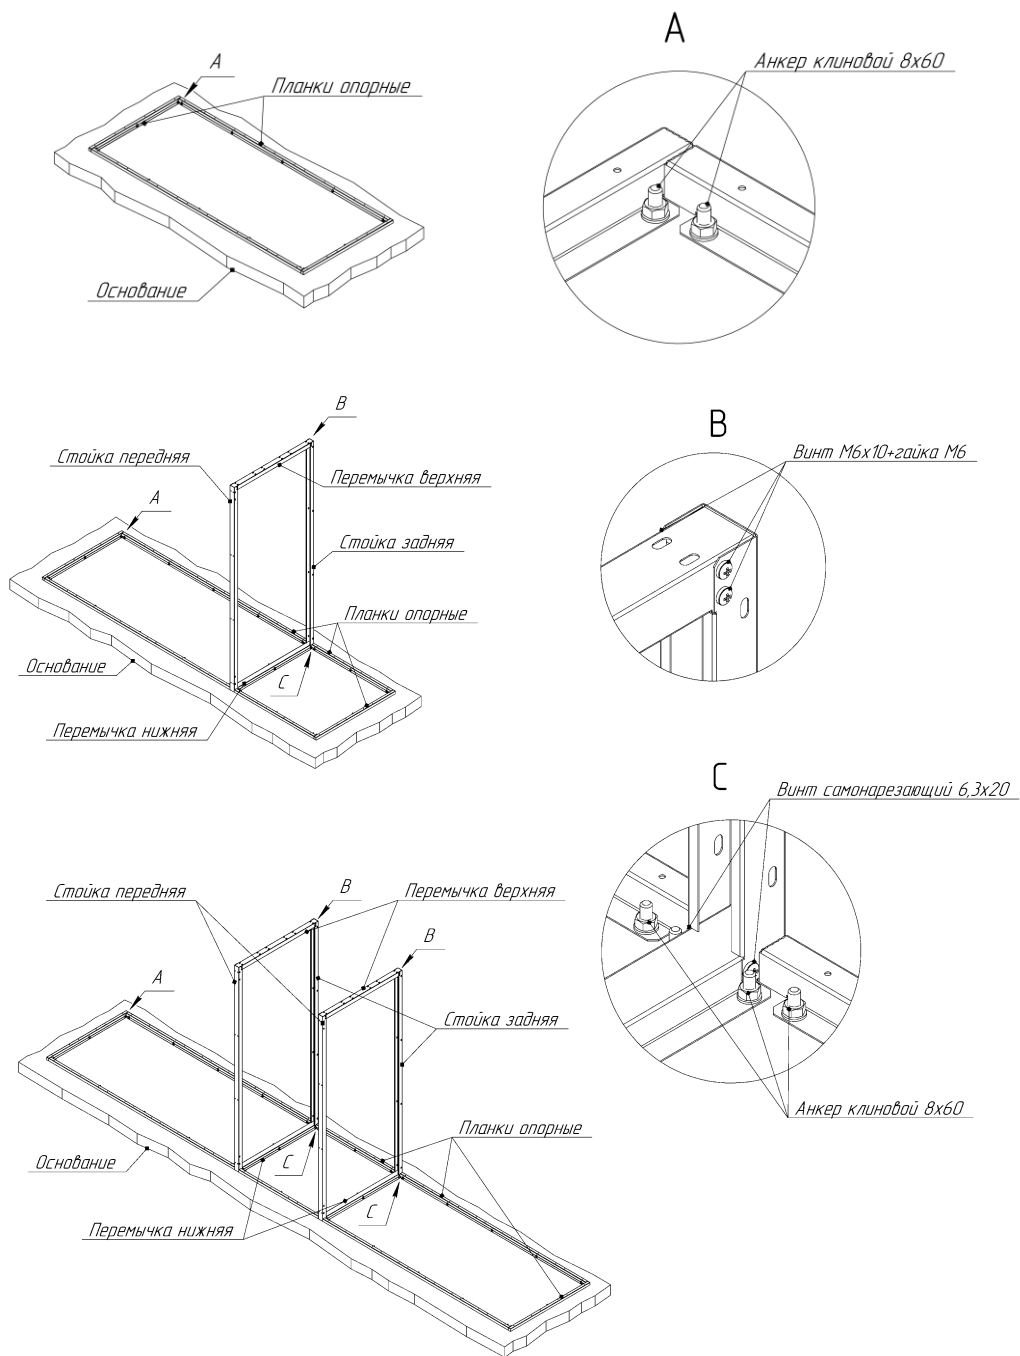 А
Анкер клиновой 8х60
А
Планки опорные
Основание
В
В
Стойка передняя
Винт М6х10+гайка М6
Перемычка верхняя
А
Стойка задняя
Планки опорные
Основание
С
Перемычка нижняя
С
Винт самонарезающий 6,3х20
Стойка передняя
В
Перемычка верхняя
В
А
Стойка задняя
Анкер клиновой 8х60
Планки опорные
Основание
С
С
Перемычка нижняя